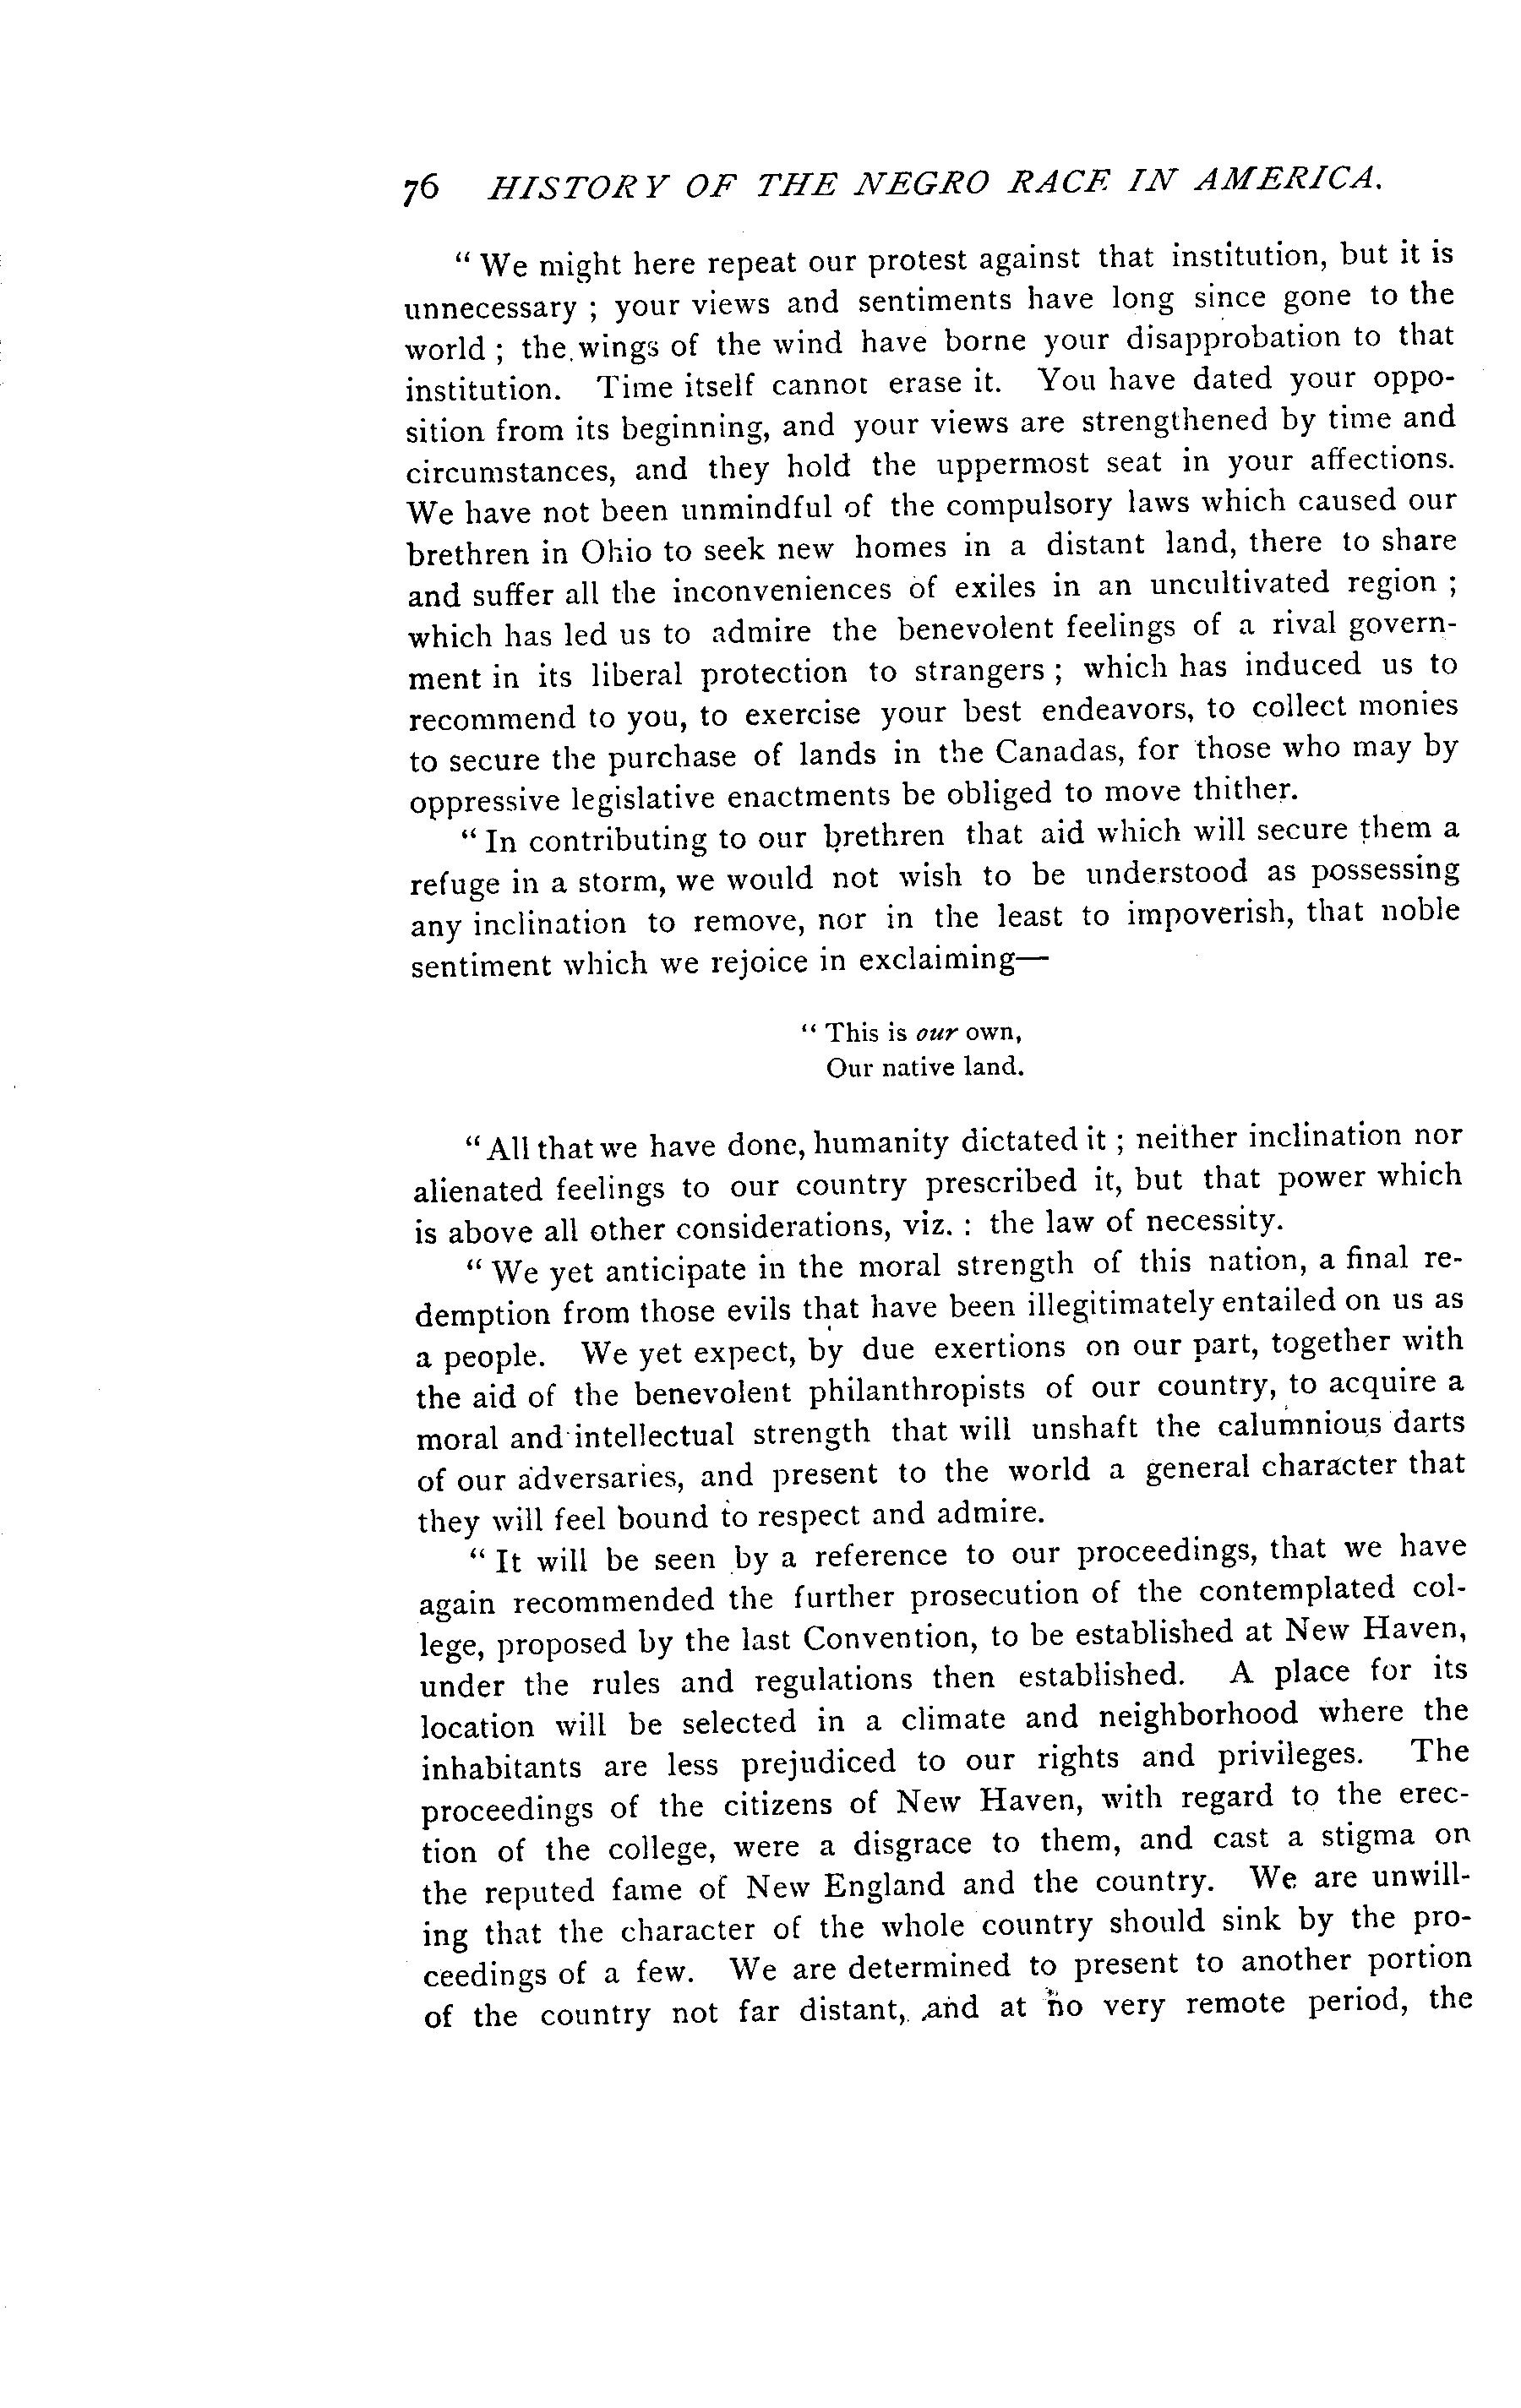 76 HISTORY OF THE NEGRO RACE IN AMERICA.
“ We might here repeat our protest against that institution, but it is
unnecessary ; your views and sentiments have long since gone to the
world ; the wings of the wind have borne your disapprobation to that
institution. Time itself cannot erase it. You have dated your oppo-
sition from its beginning, and your views are strengthened by time and
circumstances, and they hold the uppermost seat in your affections.
We have not been unmindful of the compulsory laws which caused our
brethren in Ohio to seek new homes in a distant land, there to share
and suffer all the inconveniences of exiles in an uncultivated region ;
which has led us to admire the benevolent feelings of a rival govern-
ment in its liberal protection to strangers ; which has induced us to
recommend to you, to exercise your best endeavors, to collect monies
to secure the purchase of lands in the Canadas, for those who may by
oppressive legislative enactments be obliged to move thither.
“ In contributing to our brethren that aid which will secure them a
refuge in a storm, we would not wish to be understood as possessing
any inclination to remove, nor in the least to impoverish, that noble
sentiment which we rejoice in exclaiming—
“ This is our own,
Our native land.
“ All that we have done, humanity dictated it ; neither inclination nor
alienated feelings to our country prescribed it, but that power which
is above all other considerations, viz. : the law of necessity.
“ We yet anticipate in the moral strength of this nation, a final re-
demption from those evils that have been illegitimately entailed on us as
a people. We yet expect, by due exertions on our part, together with
the aid of the benevolent philanthropists of our country, to acquire a
moral and intellectual strength that will unshaft the calumnious darts
of our adversaries, and present to the world a general character that
they will feel bound to respect and admire.
“ It will be seen by a reference to our proceedings, that we have
again recommended the further prosecution of the contemplated col-
lege, proposed by the last Convention, to be established at New Haven,
under the rules and regulations then established. A place for its
location will be selected in a climate and neighborhood where the
inhabitants are less prejudiced to our rights and privileges. The
proceedings of the citizens of New Haven, with regard to the erec-
tion of the college, were a disgrace to them, and cast a stigma on
the reputed fame of New England and the country. We are unwill-
ing that the character of the whole country should sink by the pro-
ceedings of a few. We are determined to present to another portion
of the country not far distant, and at no very remote period, the